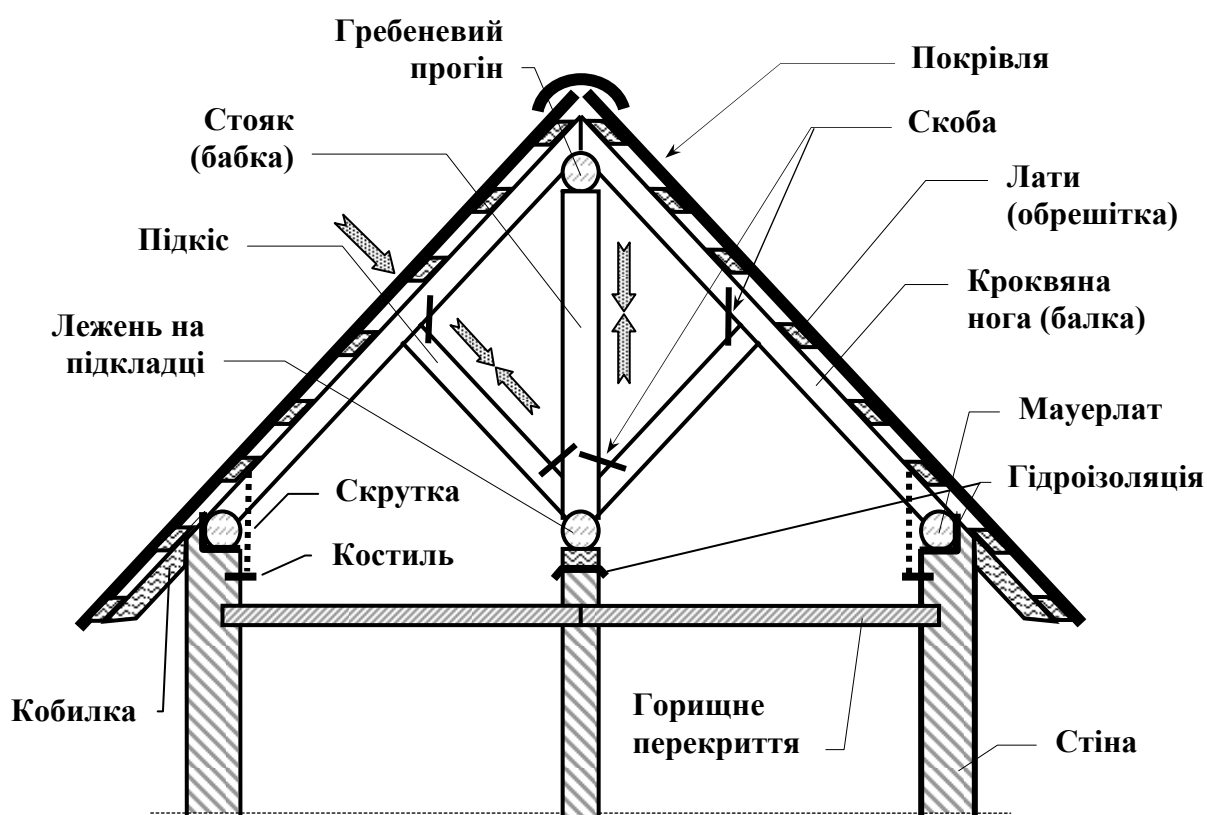 Гребеневий
прогін
Покрівля
Стояк
(бабка)
Скоба
Лати
(обрешітка)
Підкіс
Кроквяна
нога (балка)
Лежень на
підкладці
Мауерлат
Скрутка
Гідроізоляція
Костиль
Кобилка
Горищне
перекриття
Стіна